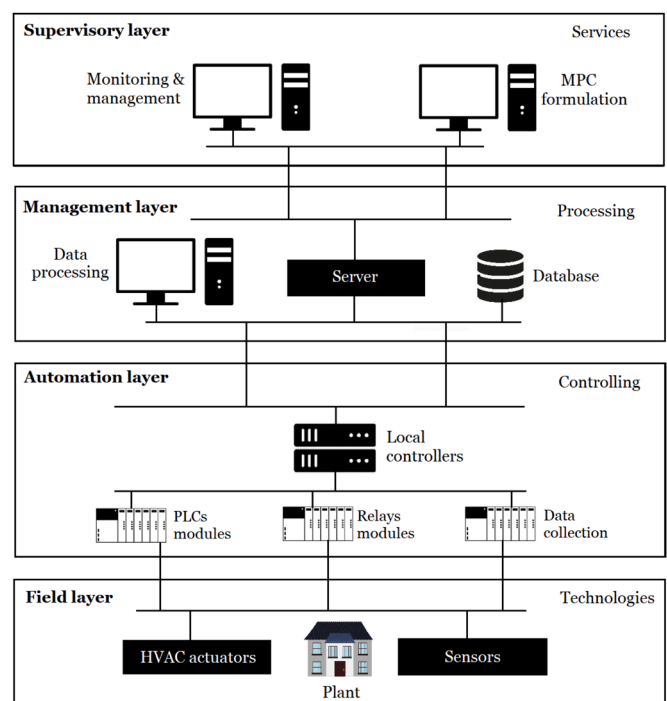 Supervisory layer
Services
Monitoring &
management
MPC
formulation
Management layer
Processing
Data
processing
Server
Database
Automation layer
Controlling
Local
controllers
PLCs
modules
Relays
modules
Data
collection
Field layer
Technologies
HVAC actuators
Plant
Sensors